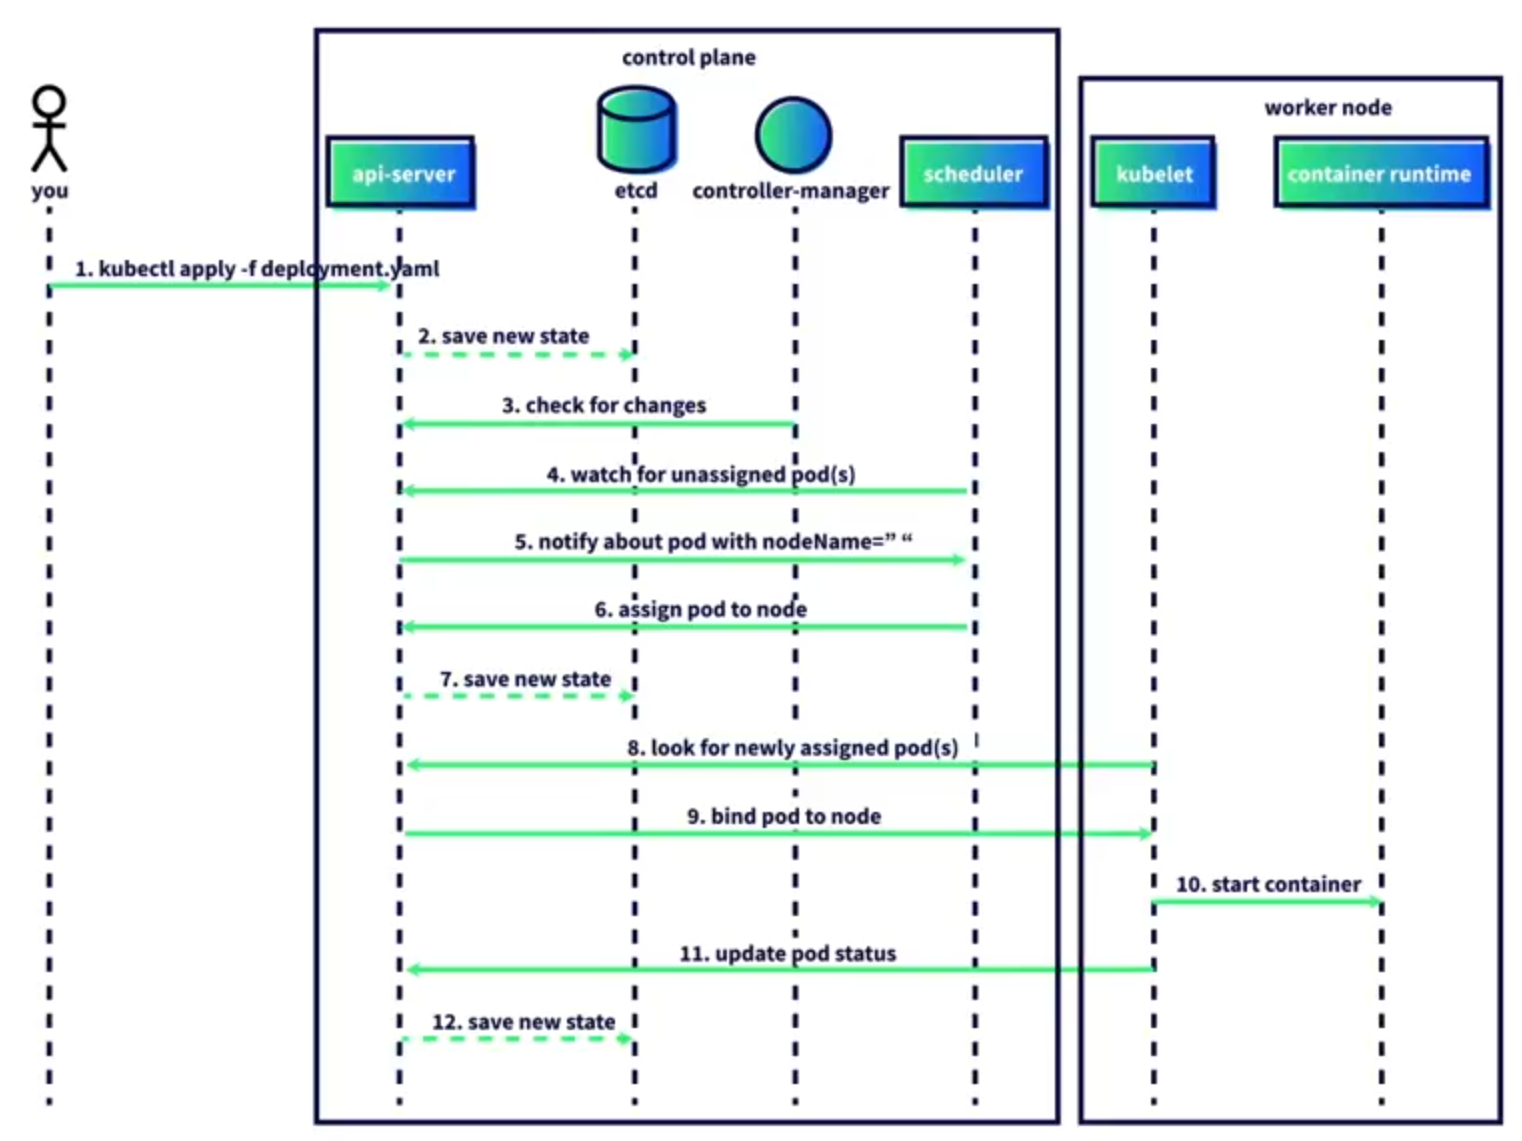 control plane
worker node
you
api-server
etcd
controller-manager
scheduler
kubelet
container runtime
1. kubectl apply -f deployment.yaml
2. save new state
3. check for changes
4. watch for unassigned pod(s)
5. notify about pod with nodeName=” “
6. assign pod to node
7. save new state
8. look for newly assigned pod(s)
9. bind pod to node
10. start container
11. update pod status
12. save new state